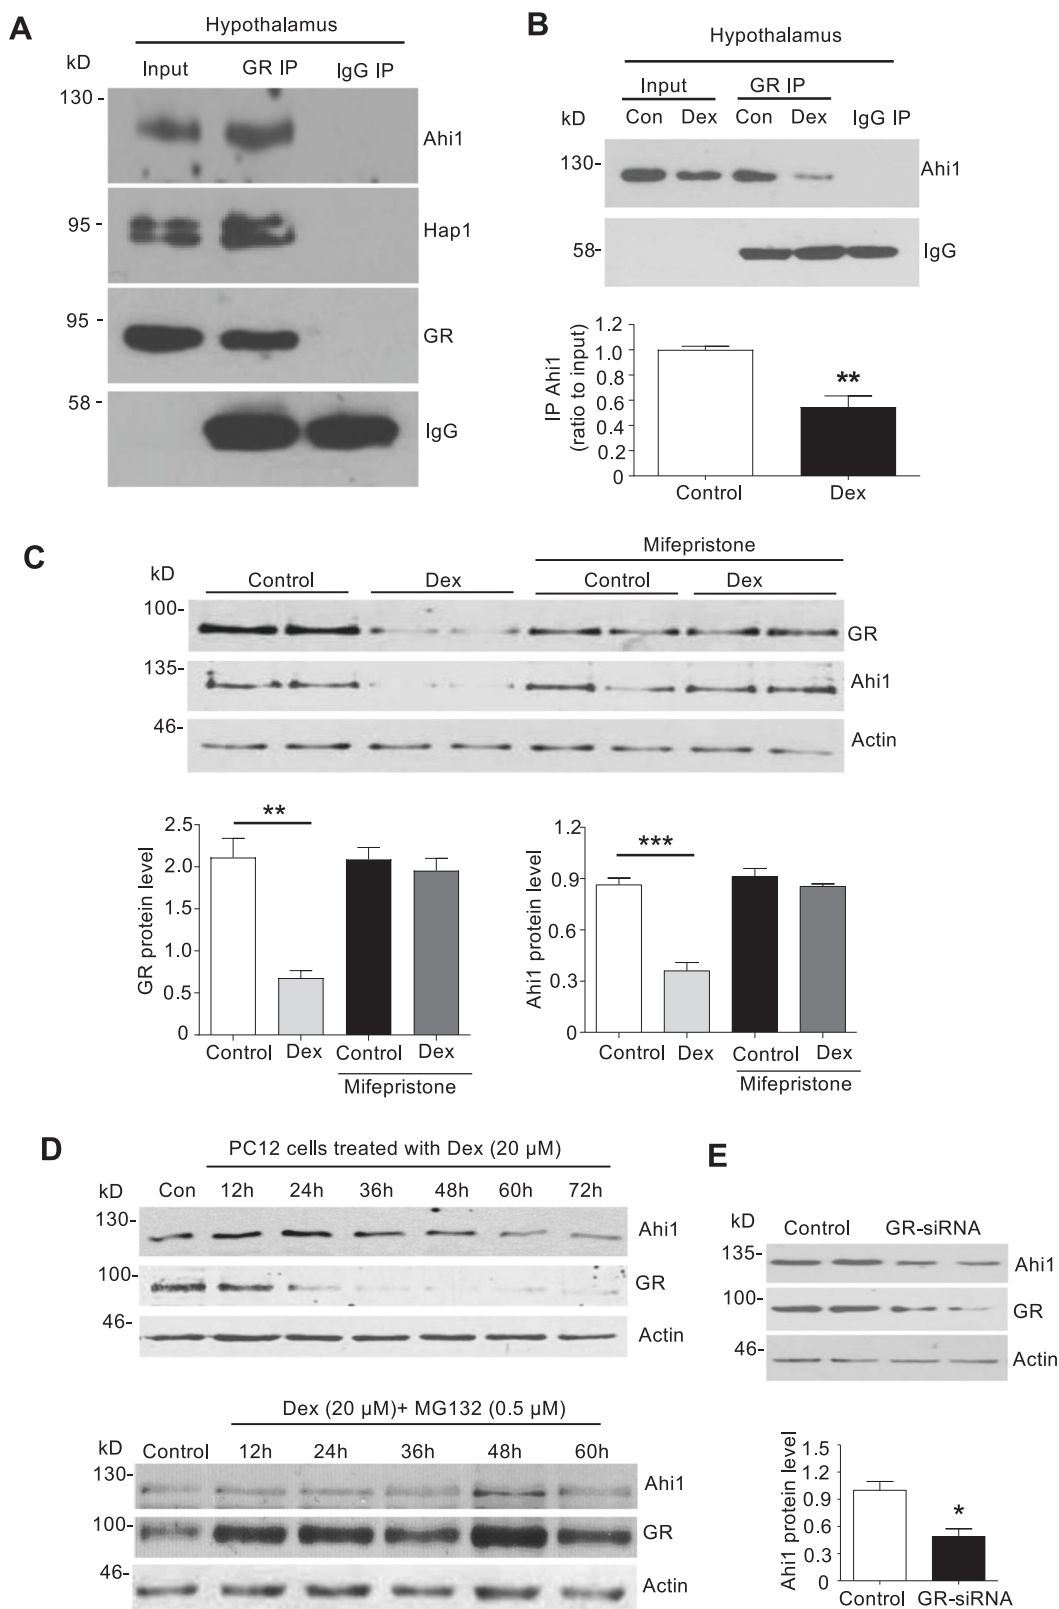 A
Hypothalamus
kD
Input
GR IP
IgG IP
130
Ahi1
95
Hap1
95
GR
58
IgG
B
Hypothalamus
Input
GR IP
kD
Con
Dex
Con
Dex
IgG IP
130-
Ahi1
58-
IgG
IP Ahi1
(ratio to input)
1.2
1.0
0.8
0.6
0.4
0.2
0
**
Control
Dex
C
Mifepristone
kD
Control
Dex
Control
Dex
100-
GR
135-
Ahi1
46-
Actin
GR protein level
2.5
2.0
1.5
1.0
0.5
0
**
Control
Dex
Control
Dex
Mifepristone
Ahi1 protein level
1.2
0.9
0.6
0.3
0
***
Control
Dex
Control
Dex
Mifepristone
D
PC12 cells treated with Dex (20 µM)
kD
Con
12h
24h
36h
48h
60h
72h
130-
Ahi1
100-
GR
46-
Actin
Dex (20 µM)+ MG132 (0.5 µM)
kD
Control
12h
24h
36h
48h
60h
130-
Ahi1
100-
GR
46-
Actin
E
kD
Control
GR-siRNA
135-
Ahi1
100-
GR
46-
Actin
Ahi1 protein level
1.5
1.2
0.9
0.6
0.3
0
*
Control
GR-siRNA